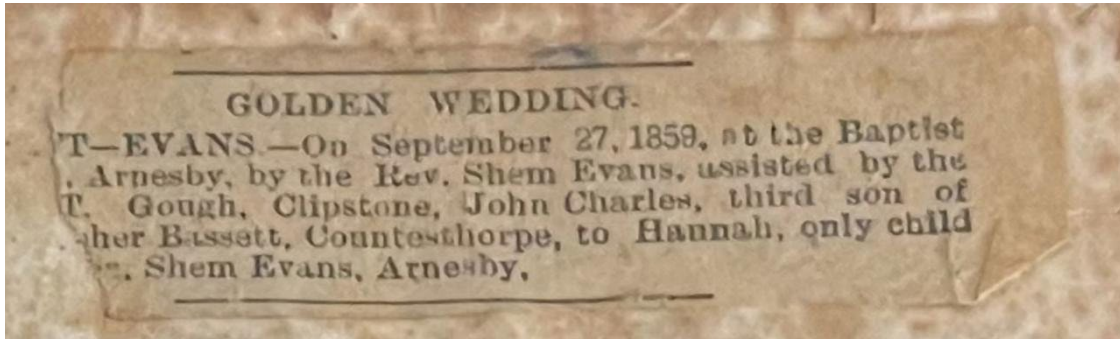 GOLDEN WEDDING.
T—EVANS.—On September 27, 1859, at the Baptist
. Arnesby, by the Rev. Shem Evans, assisted by the
T. Gough, Clipstone, John Charles, third son of
her Bassett, Countesthorpe, to Hannah, only child
. Shem Evans, Arnesby,